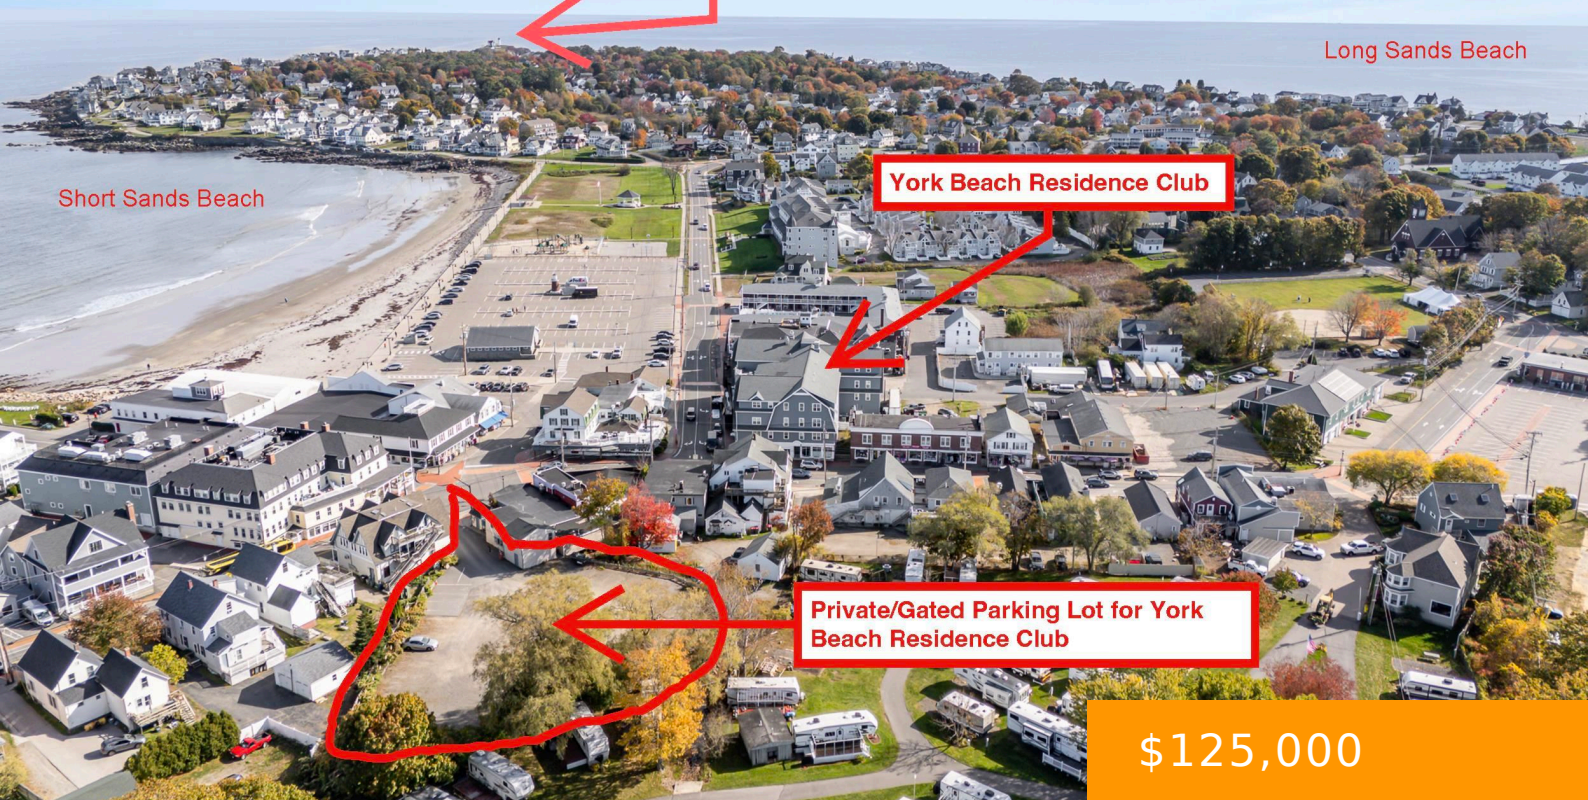 Long Sands Beach
York Beach Residence Club
Short Sands Beach
Private/Gated Parking Lot for York
Beach Residence Club
$125,000